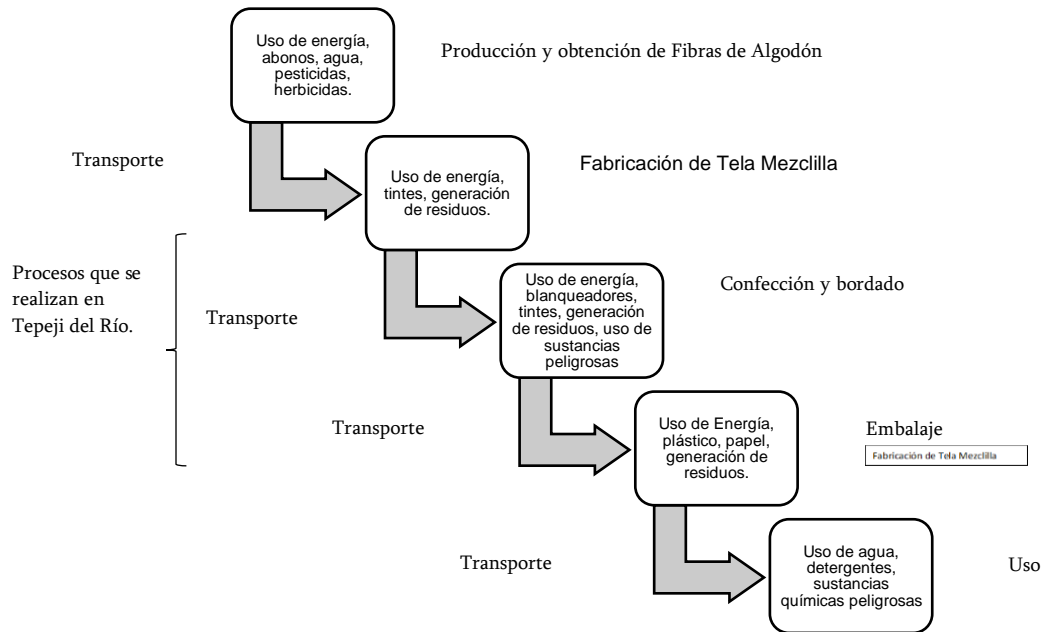 Uso de energía,
abonos, agua,
pesticidas,
herbicidas.
Producción y obtención de Fibras de Algodón
Transporte
Uso de energía,
tintes, generación
de residuos.
Fabricación de Tela Mezclilla
Procesos que se
realizan en
Tepeji del Río.
Transporte
Uso de energía,
blanqueadores,
tintes, generación
de residuos, uso de
sustancias
peligrosas
Confección y bordado
Transporte
Uso de Energía,
plástico, papel,
generación de
residuos.
Embalaje
Fabricación de Tela Mezclilla
Transporte
Uso de agua,
detergentes,
sustancias
químicas peligrosas
Uso